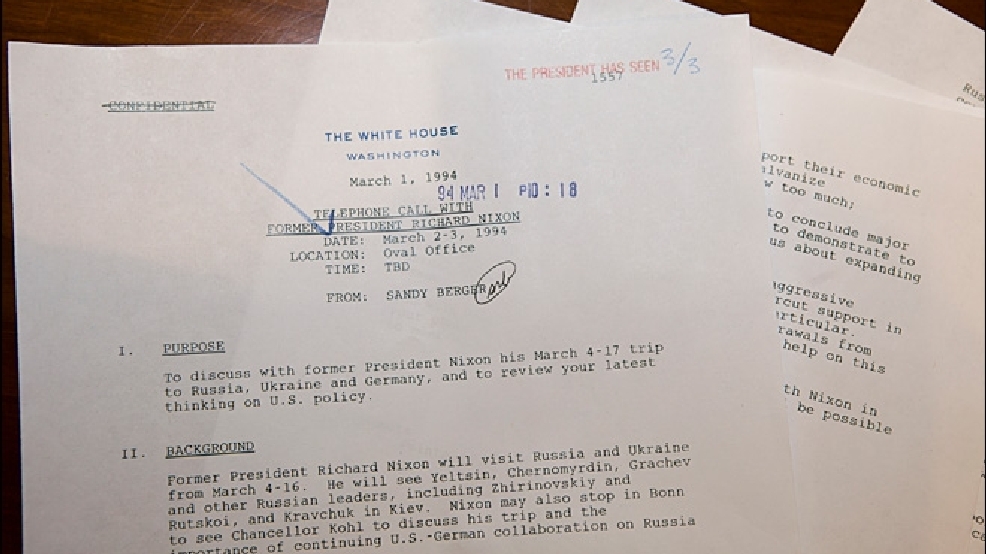 THE PRESIDENT HAS SEEN 3/3
1557
CONFIDENTIAL
THE WHITE HOUSE
WASHINGTON
March 1, 1994
94 MAR 1 P10:18
TELEPHONE CALL WITH
FORMER PRESIDENT RICHARD NIXON
DATE: March 2-3, 1994
LOCATION: Oval Office
TIME: TBD
FROM: SANDY BERGER
I. PURPOSE
To discuss with former President Nixon his March 4-17 trip
to Russia, Ukraine and Germany, and to review your latest
thinking on U.S. policy.
II. BACKGROUND
Former President Richard Nixon will visit Russia and Ukraine
from March 4-16. He will see Yeltsin, Chernomyrdin, Grachev
and other Russian leaders, including Zhirinovskiy and
Rutskoi, and Kravchuk in Kiev. Nixon may also stop in Bonn
to see Chancellor Kohl to discuss his trip and the
importance of continuing U.S.-German collaboration on Russia
port their economic
lvanize
w too much;
to conclude major
to demonstrate to
us about expanding
ggressive
rcut support in
rticular.
rawals from
help on this
th Nixon in
be possible
Rus